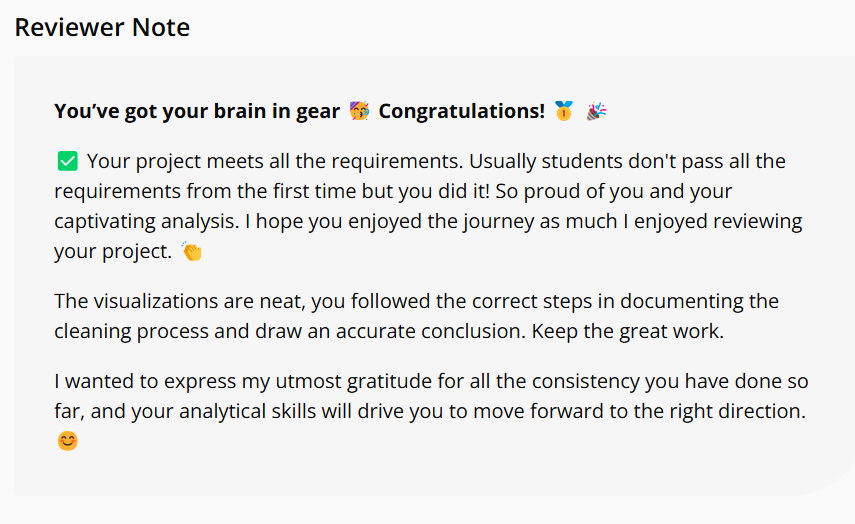 Reviewer Note
You’ve got your brain in gear 🥳 Congratulations! 🥇 🎉
✅ Your project meets all the requirements. Usually students don't pass all the
requirements from the first time but you did it! So proud of you and your
captivating analysis. I hope you enjoyed the journey as much I enjoyed reviewing
your project. 👏
The visualizations are neat, you followed the correct steps in documenting the
cleaning process and draw an accurate conclusion. Keep the great work.
I wanted to express my utmost gratitude for all the consistency you have done so
far, and your analytical skills will drive you to move forward to the right direction.
😊